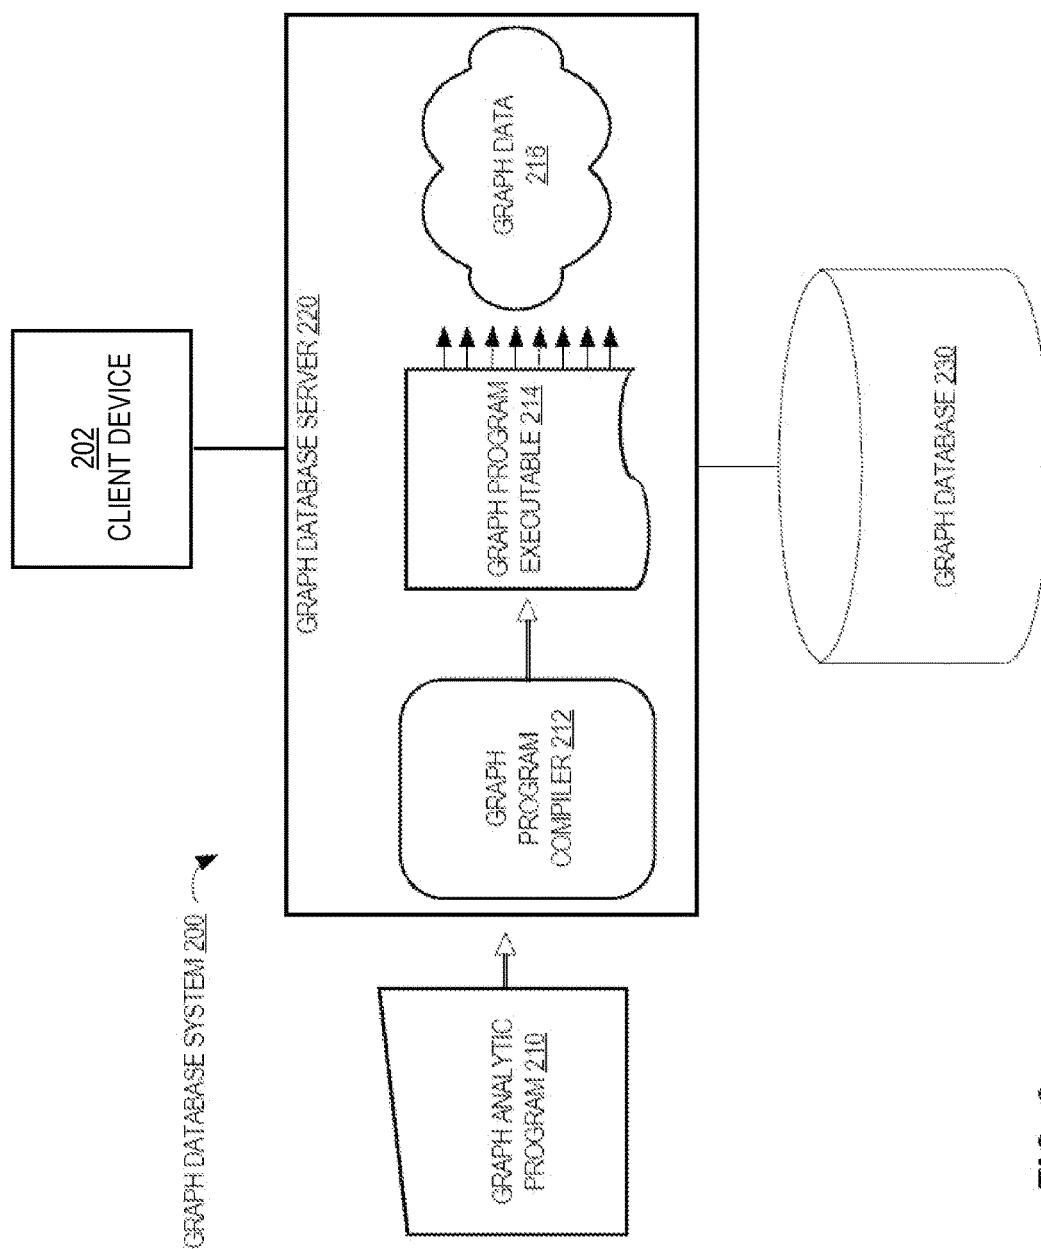 GRAPH DATABASE SYSTEM 200
202
CLIENT DEVICE
GRAPH DATABASE SERVER 220
GRAPH ANALYTIC
PROGRAM 210
GRAPH
PROGRAM
COMPILER 212
GRAPH PROGRAM
EXECUTABLE 214
GRAPH DATA
216
GRAPH DATABASE 230